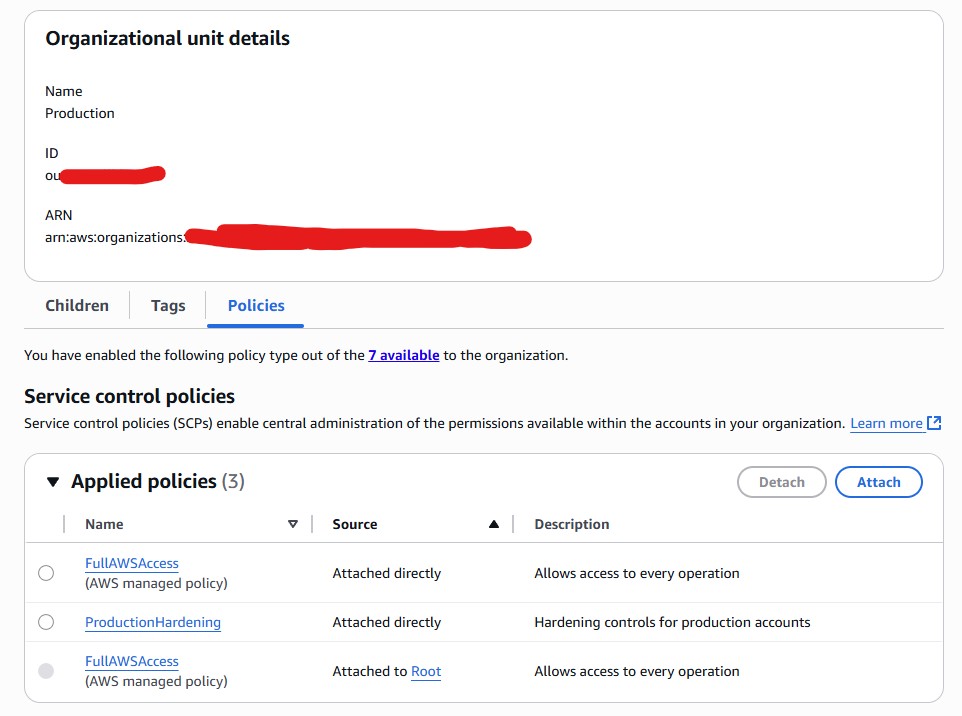 Organizational unit details
Name
Production
ID
ou
ARN
arn:aws:organizations:
Children Tags Policies
You have enabled the following policy type out of the 7 available to the organization.
Service control policies
Service control policies (SCPs) enable central administration of the permissions available within the accounts in your organization. Learn more
Applied policies (3) Detach Attach
Name Source Description
FullAWSAccess
(AWS managed policy) Attached directly Allows access to every operation
ProductionHardening Attached directly Hardening controls for production accounts
FullAWSAccess
(AWS managed policy) Attached to Root Allows access to every operation